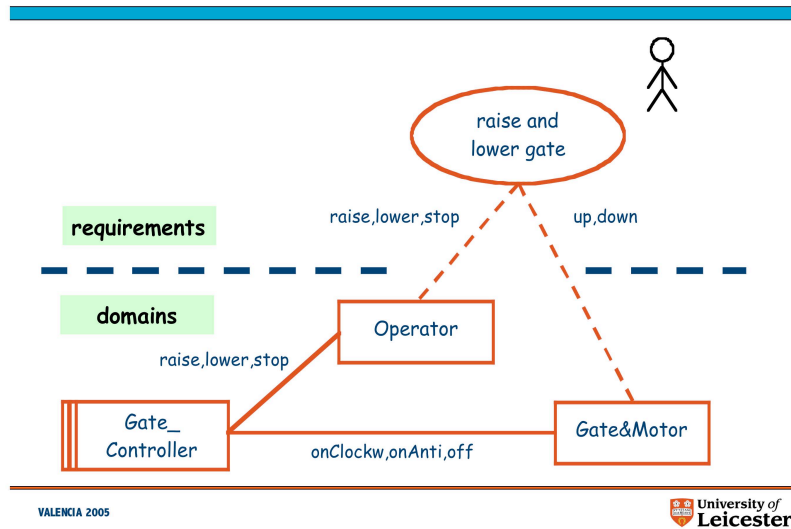 raise and
lower gate
raise,lower,stop
up,down
requirements
domains
Operator
raise,lower,stop
Gate_
Controller
onClockw,onAnti,off
Gate&Motor
VALENCIA 2005
University of
Leicester